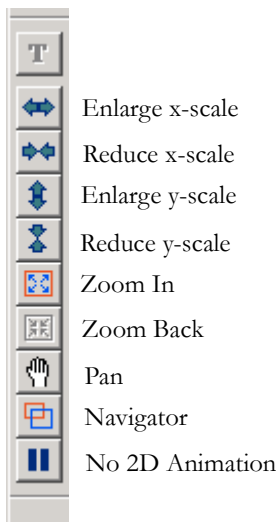 T
Enlarge x-scale
Reduce x-scale
Enlarge y-scale
Reduce y-scale
Zoom In
Zoom Back
Pan
Navigator
No 2D Animation